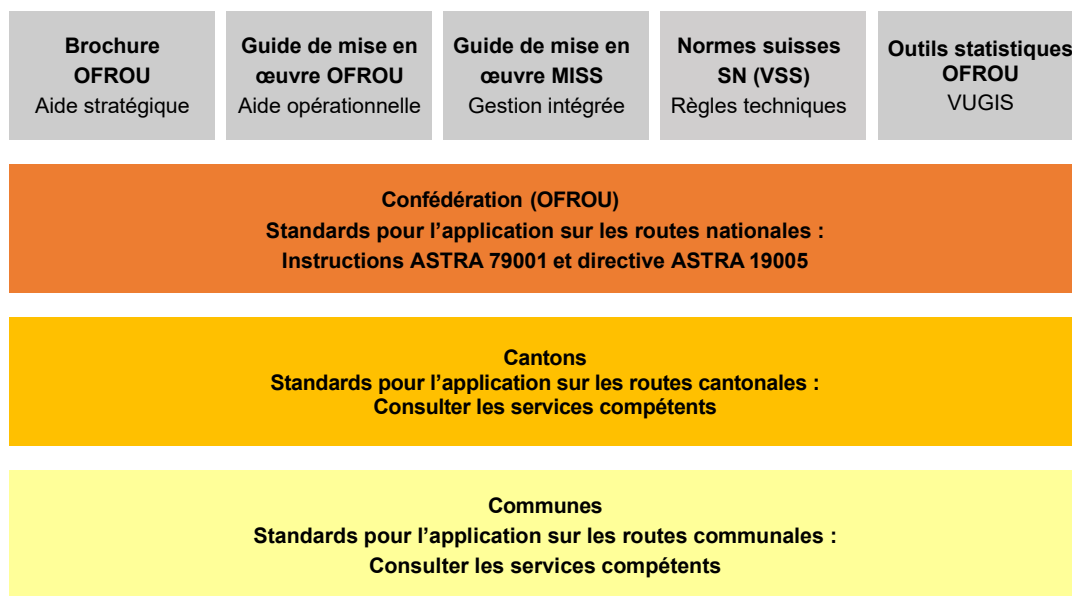 Brochure
OFROU
Aide stratégique
Guide de mise en
œuvre OFROU
Aide opérationnelle
Guide de mise en
œuvre MISS
Gestion intégrée
Normes suisses
SN (VSS)
Règles techniques
Outils statistiques
OFROU
VUGIS
Confédération (OFROU)
Standards pour l’application sur les routes nationales :
Instructions ASTRA 79001 et directive ASTRA 19005
Cantons
Standards pour l’application sur les routes cantonales :
Consulter les services compétents
Communes
Standards pour l’application sur les routes communales :
Consulter les services compétents